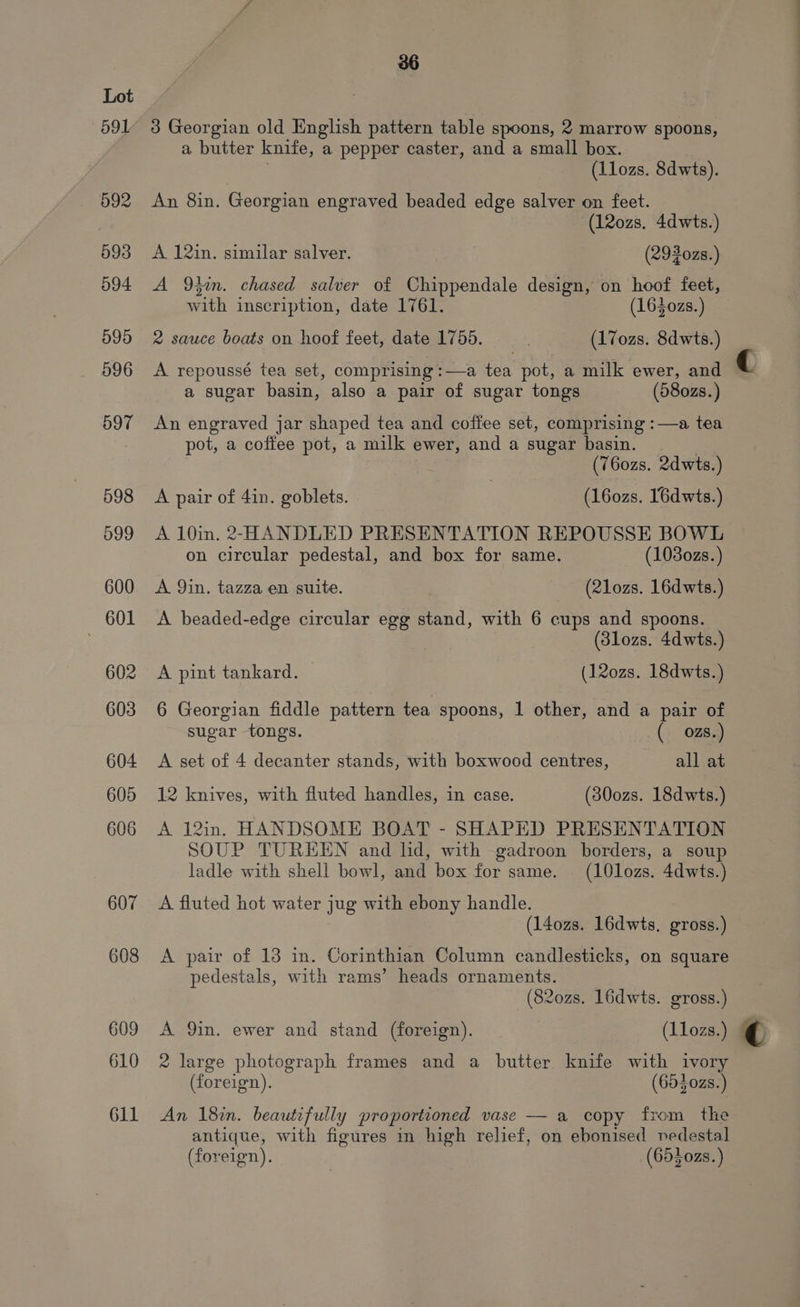 36
Lot
591 3 Georgian old English pattern table spoons, 2 marrow spoons,
a butter knife, a pepper caster, and a small box.
(11ozs. 8dwts).
592 An 8in. Georgian engraved beaded edge salver on feet.
(12ozs. 4dwts.)
593 A 12in. similar salver. (29¾ozs.)
594 A 9½in. chased salver of Chippendale design, on hoof feet,
with inscription, date 1761. (16½ozs.)
595 2 sauce boats on hoof feet, date 1755. (17ozs. 8dwts.)
596 A repoussé tea set, comprising:—a tea pot, a milk ewer, and
a sugar basin, also a pair of sugar tongs (58ozs.)
597 An engraved jar shaped tea and coffee set, comprising:—a tea
pot, a coffee pot, a milk ewer, and a sugar basin.
(76ozs. 2dwts.)
598 A pair of 4in. goblets. (16ozs. 16dwts.)
599 A 10in. 2-HANDLED PRESENTATION REPOUSSE BOWL
on circular pedestal, and box for same. (103ozs.)
600 A 9in. tazza en suite. (21ozs. 16dwts.)
601 A beaded-edge circular egg stand, with 6 cups and spoons.
(31ozs. 4dwts.)
602 A pint tankard. (12ozs. 18dwts.)
603 6 Georgian fiddle pattern tea spoons, 1 other, and a pair of
sugar tongs. ( ozs.)
604 A set of 4 decanter stands, with boxwood centres, all at
605 12 knives, with fluted handles, in case. (30ozs. 18dwts.)
606 A 12in. HANDSOME BOAT - SHAPED PRESENTATION
SOUP TUREEN and lid, with gadroon borders, a soup
ladle with shell bowl, and box for same. (101ozs. 4dwts.)
607 A fluted hot water jug with ebony handle.
(14ozs. 16dwts. gross.)
608 A pair of 13 in. Corinthian Column candlesticks, on square
pedestals, with rams' heads ornaments.
(82ozs. 16dwts. gross.)
609 A 9in. ewer and stand (foreign). (11ozs.)
610 2 large photograph frames and a butter knife with ivory
(foreign). (65½ozs.)
611 An 18in. beautifully proportioned vase — a copy from the
antique, with figures in high relief, on ebonised pedestal
(foreign). (65½ozs.)